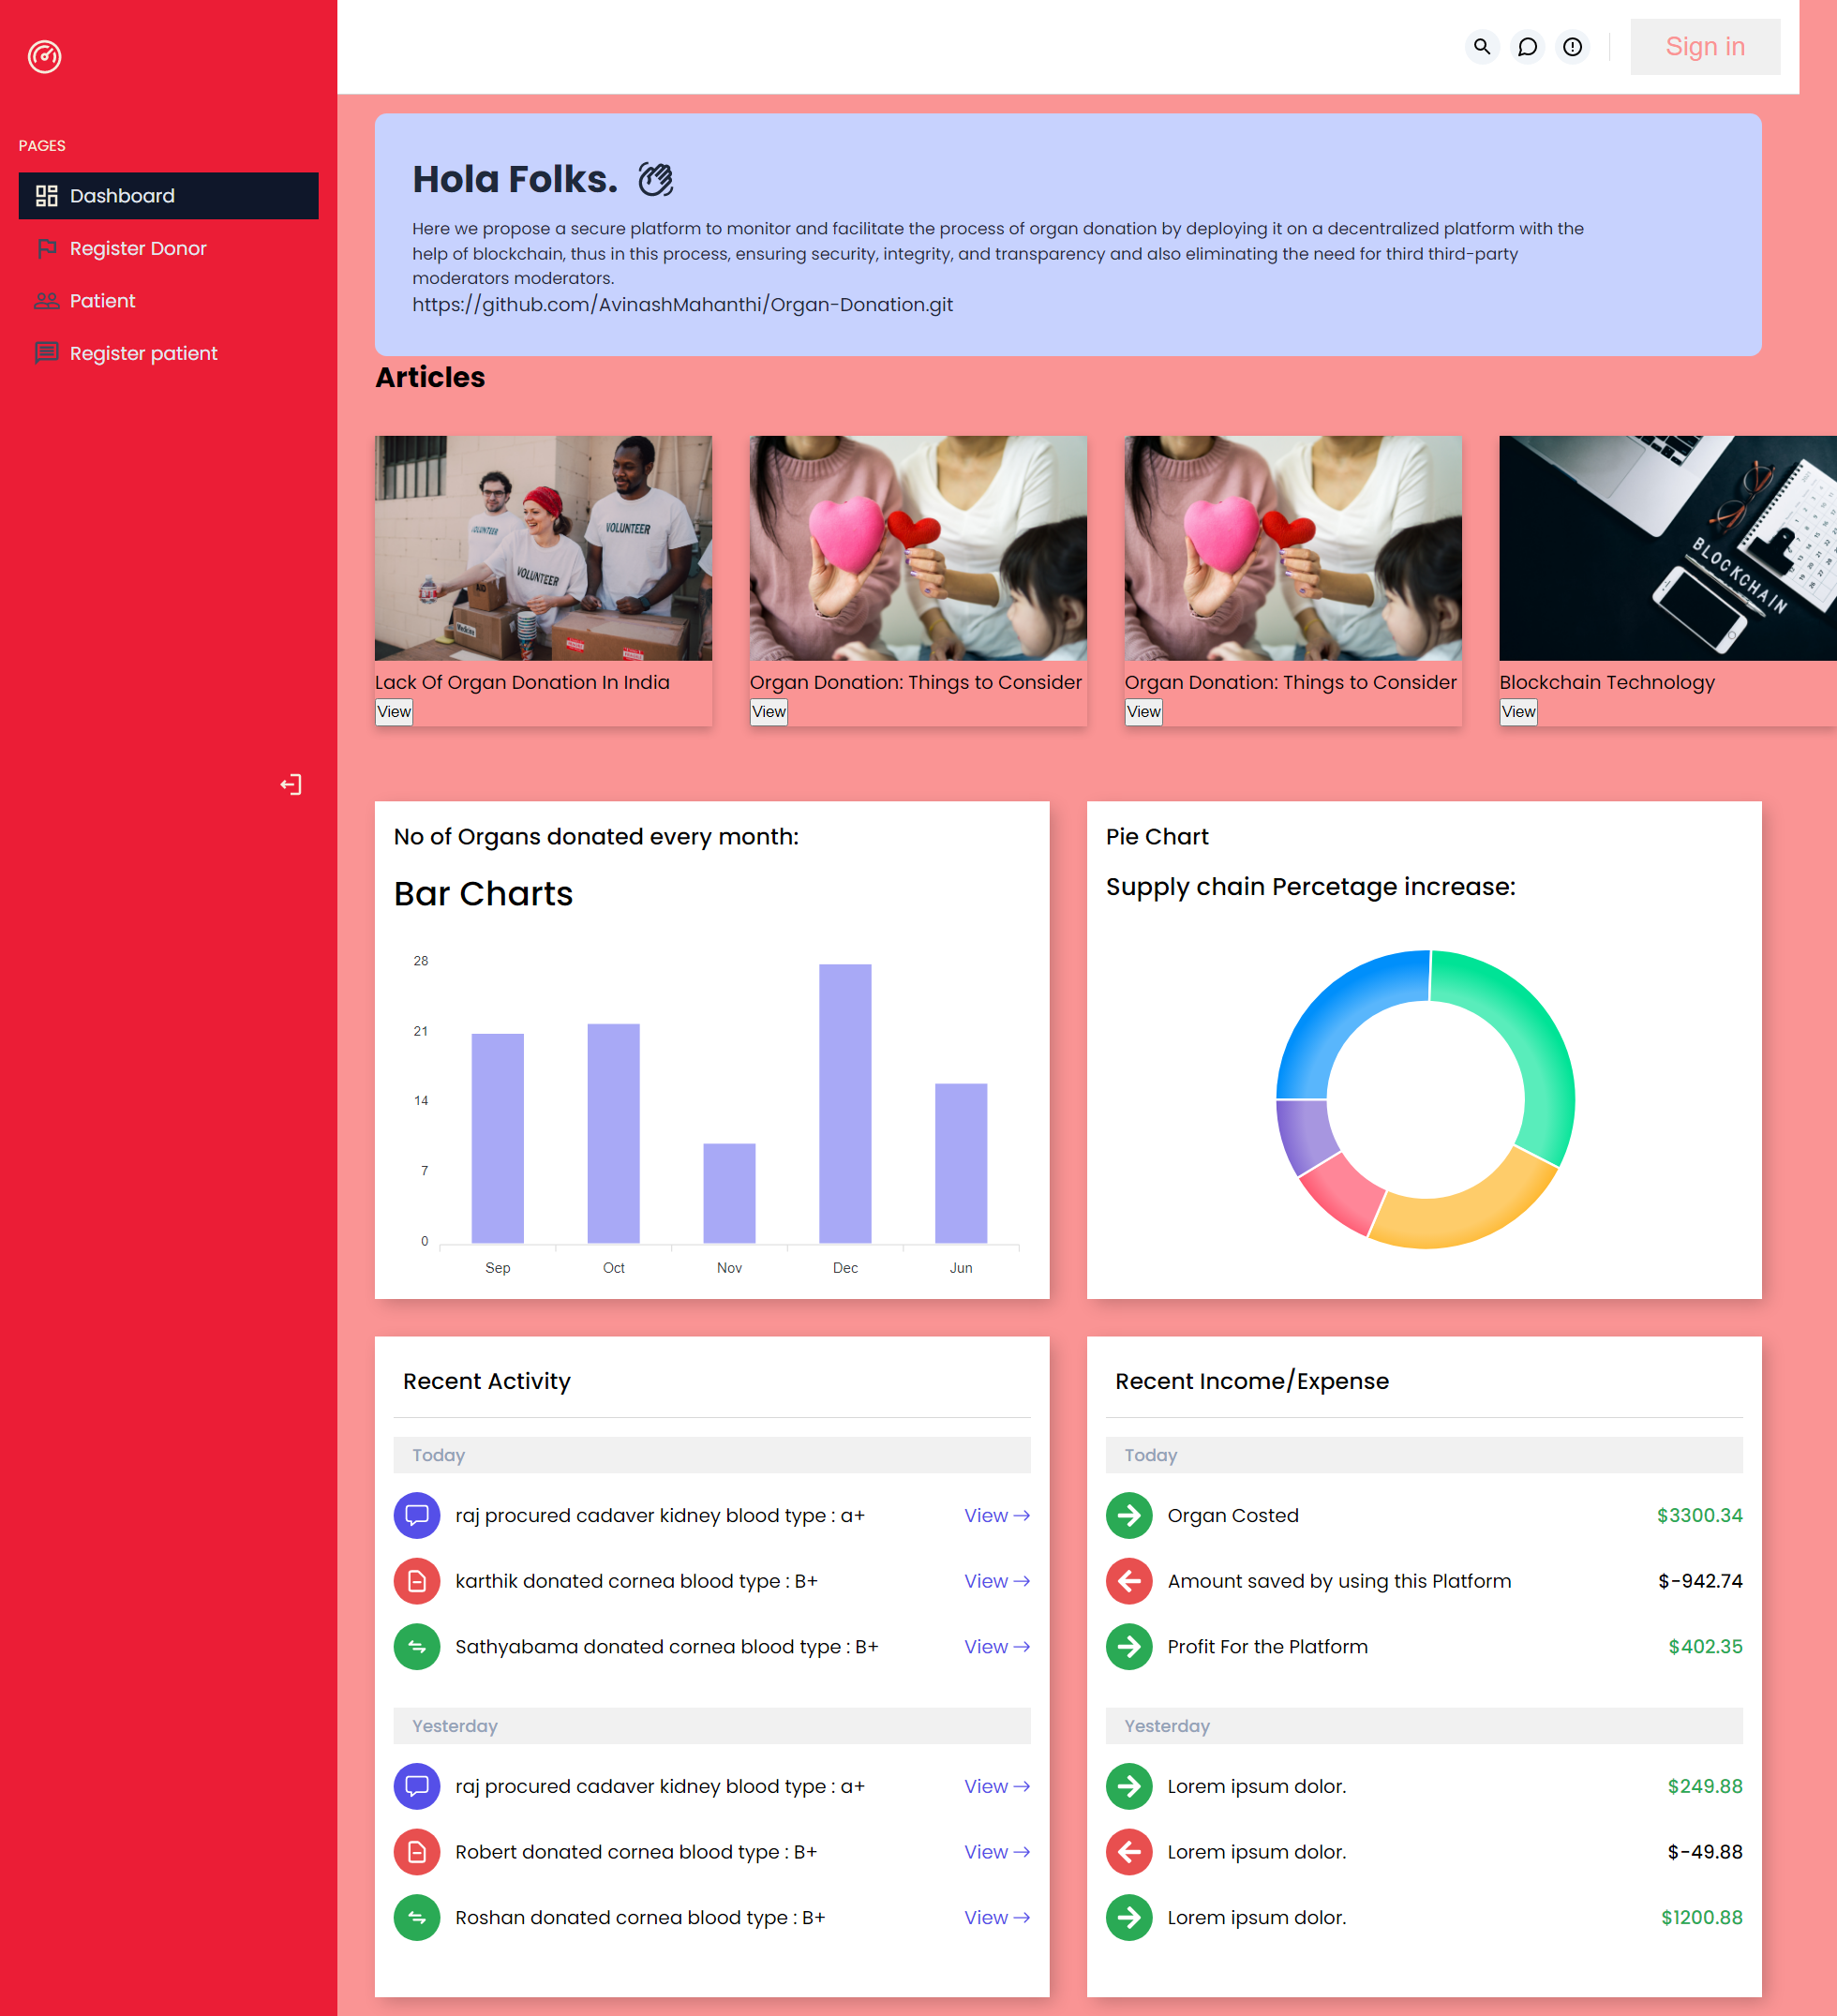 Sign in
PAGES
Dashboard
Register Donor
Patient
Register patient
Hola Folks.
Here we propose a secure platform to monitor and facilitate the process of organ donation by deploying it on a decentralized platform with the
help of blockchain, thus in this process, ensuring security, integrity, and transparency and also eliminating the need for third third-party
moderators moderators.
https://github.com/AvinashMahanthi/Organ-Donation.git
Articles
VOLUNTEER
VOLUNTEER
VOLUNTEER
AID
Medicine
BLOCKCHAIN
Lack Of Organ Donation In India
View
Organ Donation: Things to Consider
View
Organ Donation: Things to Consider
View
Blockchain Technology
View
No of Organs donated every month:
Bar Charts
28
21
14
7
0
Sep Oct Nov Dec Jun
Pie Chart
Supply chain Percetage increase:
Recent Activity
Today
raj procured cadaver kidney blood type : a+ View
karthik donated cornea blood type : B+ View
Sathyabama donated cornea blood type : B+ View
Yesterday
raj procured cadaver kidney blood type : a+ View
Robert donated cornea blood type : B+ View
Roshan donated cornea blood type : B+ View
Recent Income/Expense
Today
Organ Costed $3300.34
Amount saved by using this Platform $-942.74
Profit For the Platform $402.35
Yesterday
Lorem ipsum dolor. $249.88
Lorem ipsum dolor. $-49.88
Lorem ipsum dolor. $1200.88